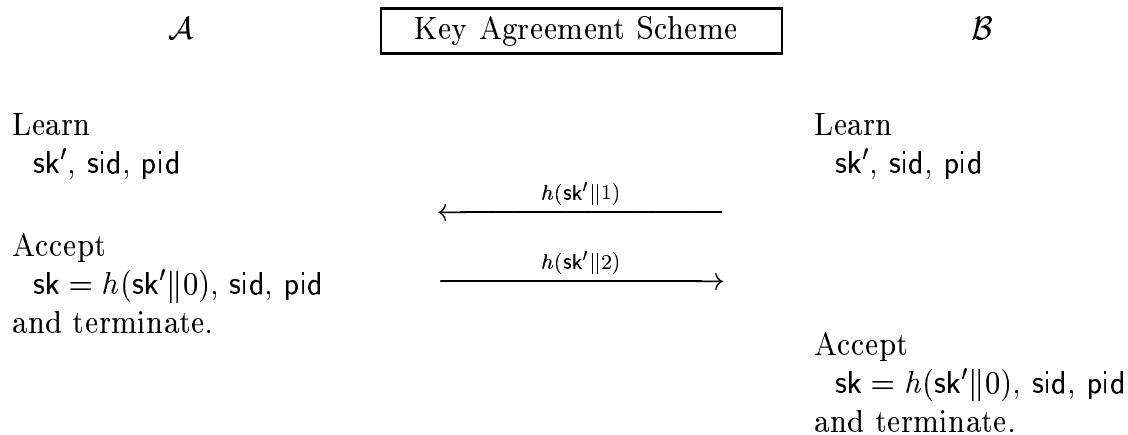 𝒜 Key Agreement Scheme ℬ
Learn
sk′, sid, pid
Learn
sk′, sid, pid
h(sk′‖1)
Accept
sk = h(sk′‖0), sid, pid
and terminate.
h(sk′‖2)
Accept
sk = h(sk′‖0), sid, pid
and terminate.